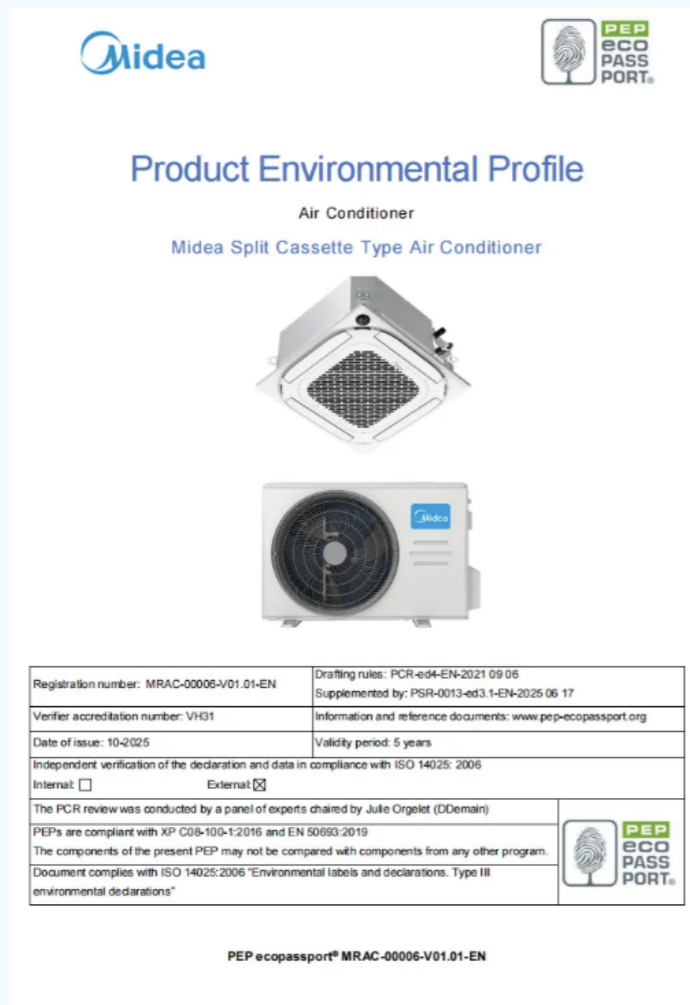 Midea
PEP
eco
PASS
PORT®
Product Environmental Profile
Air Conditioner
Midea Split Cassette Type Air Conditioner
Midea
Registration number: MRAC-00006-V01.01-EN
Drafting rules: PCR-ed4-EN-2021 09 06
Supplemented by: PSR-0013-ed3.1-EN-2025 06 17
Verifier accreditation number: VH31
Information and reference documents: www.pep-ecopassport.org
Date of issue: 10-2025
Validity period: 5 years
Independent verification of the declaration and data in compliance with ISO 14025: 2006
Internal: ☐ External: ☒
The PCR review was conducted by a panel of experts chaired by Julie Orgelet (DDemain)
PEPs are compliant with XP C08-100-1:2016 and EN 50693:2019
The components of the present PEP may not be compared with components from any other program.
Document complies with ISO 14025:2006 "Environmental labels and declarations. Type III
environmental declarations"
PEP
eco
PASS
PORT®
PEP ecopassport® MRAC-00006-V01.01-EN